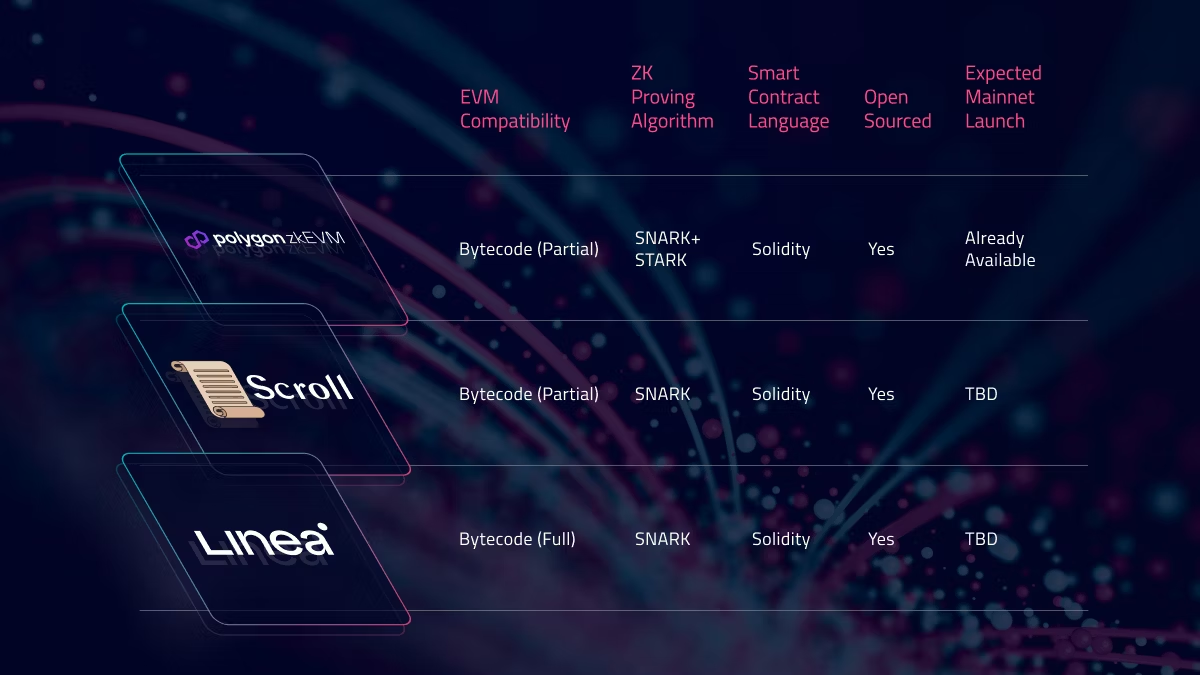 EVM
Compatibility
ZK
Proving
Algorithm
Smart
Contract
Language
Open
Sourced
Expected
Mainnet
Launch
polygon zkEVM
Bytecode (Partial)
SNARK+
STARK
Solidity
Yes
Already
Available
Scroll
Bytecode (Partial)
SNARK
Solidity
Yes
TBD
Linea
Bytecode (Full)
SNARK
Solidity
Yes
TBD